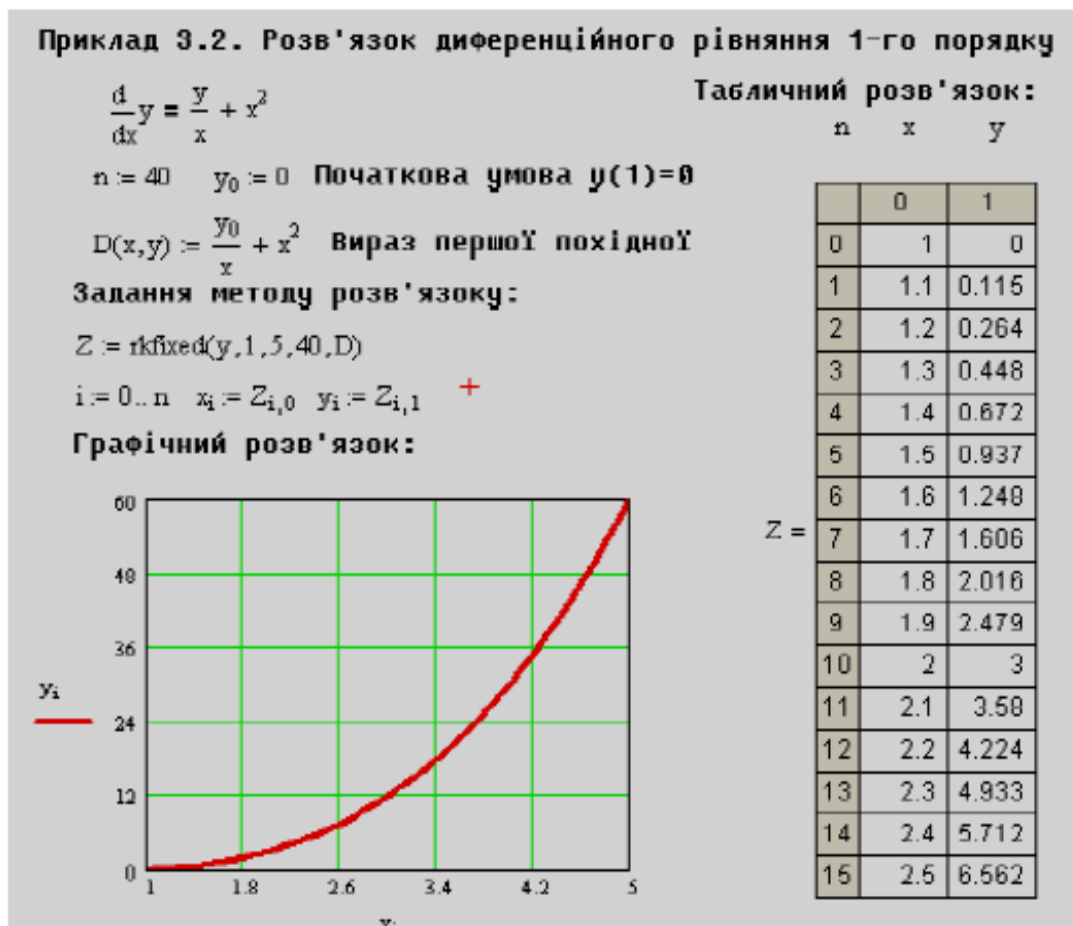 Приклад 3.2. Розв'язок диференційного рівняння 1-го порядку
d/dx y = y/x + x²
n := 40 y₀ := 0 Початкова умова y(1)=0
D(x,y) := y₀/x + x² Вираз першої похідної
Задання методу розв'язоку:
Z := rkfixed(y,1,5,40,D)
i := 0.. n xᵢ := Zᵢ,₀ yᵢ := Zᵢ,₁
Графічний розв'язок:
60
48
36
24
12
0
yᵢ
1 1.8 2.6 3.4 4.2 5
xᵢ
Табличний розв'язок:
n x y
Z =
0 1
0 1 0
1 1.1 0.115
2 1.2 0.264
3 1.3 0.448
4 1.4 0.672
5 1.5 0.937
6 1.6 1.248
7 1.7 1.606
8 1.8 2.016
9 1.9 2.479
10 2 3
11 2.1 3.58
12 2.2 4.224
13 2.3 4.933
14 2.4 5.712
15 2.5 6.562